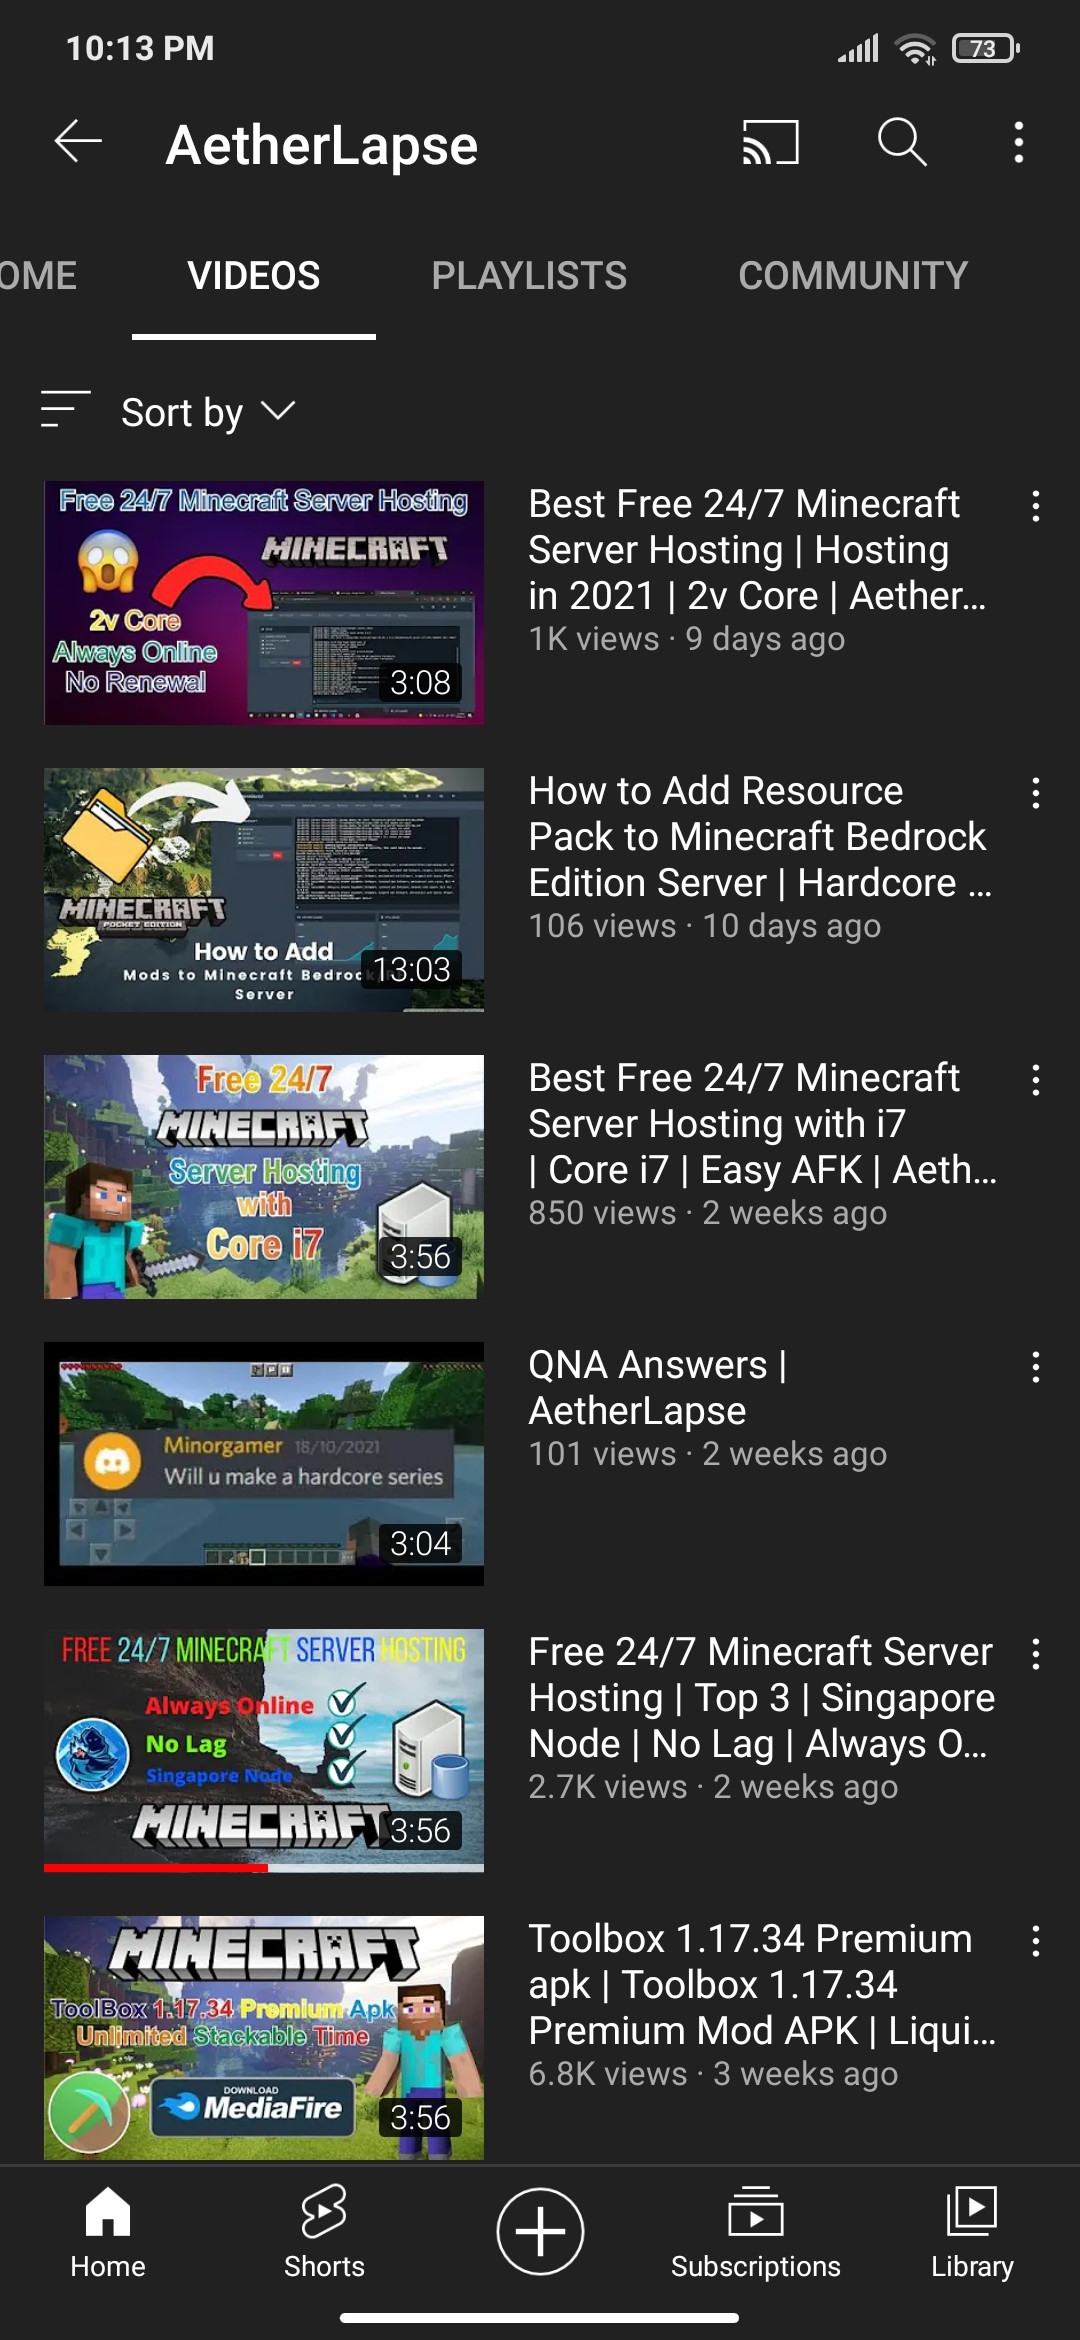 10:13 PM
73
AetherLapse
OME
VIDEOS
PLAYLISTS
COMMUNITY
Sort by
Free 24/7 Minecraft Server Hosting
MINECRAFT
2v Core
Always Online
No Renewal
3:08
Best Free 24/7 Minecraft
Server Hosting | Hosting
in 2021 | 2v Core | Aether...
1K views · 9 days ago
MINECRAFT
POCKET EDITION
How to Add
Mods to Minecraft Bedrock
Server
13:03
How to Add Resource
Pack to Minecraft Bedrock
Edition Server | Hardcore ...
106 views · 10 days ago
Free 24/7
MINECRAFT
Server Hosting
with
Core i7
3:56
Best Free 24/7 Minecraft
Server Hosting with i7
| Core i7 | Easy AFK | Aeth...
850 views · 2 weeks ago
Minorgamer 18/10/2021
Will u make a hardcore series
3:04
QNA Answers |
AetherLapse
101 views · 2 weeks ago
FREE 24/7 MINECRAFT SERVER HOSTING
Always Online
No Lag
Singapore Node
MINECRAFT
3:56
Free 24/7 Minecraft Server
Hosting | Top 3 | Singapore
Node | No Lag | Always O...
2.7K views · 2 weeks ago
MINECRAFT
ToolBox 1.17.34 Premium Apk
Unlimited Stackable Time
DOWNLOAD
MediaFire
3:56
Toolbox 1.17.34 Premium
apk | Toolbox 1.17.34
Premium Mod APK | Liqui...
6.8K views · 3 weeks ago
Home
Shorts
Subscriptions
Library